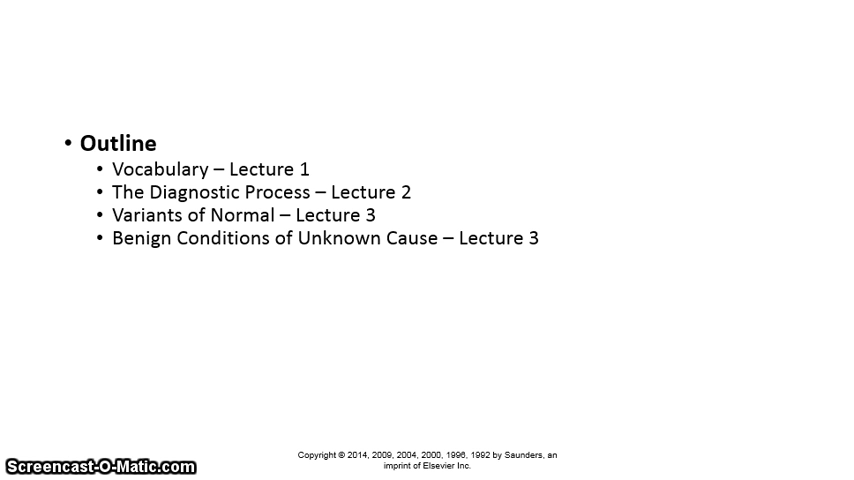 • Outline
• Vocabulary – Lecture 1
• The Diagnostic Process – Lecture 2
• Variants of Normal – Lecture 3
• Benign Conditions of Unknown Cause – Lecture 3
Copyright © 2014, 2009, 2004, 2000, 1996, 1992 by Saunders, an
imprint of Elsevier Inc.
Screencast-O-Matic.com